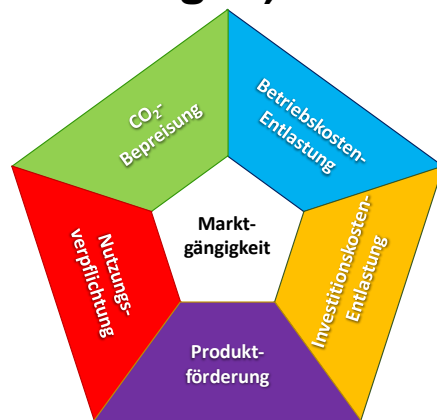 CO₂-
Bepreisung
Betriebskosten-
Entlastung
Markt-
gängigkeit
Nutzungs-
verpflichtung
Investitionskosten-
Entlastung
Produkt-
förderung